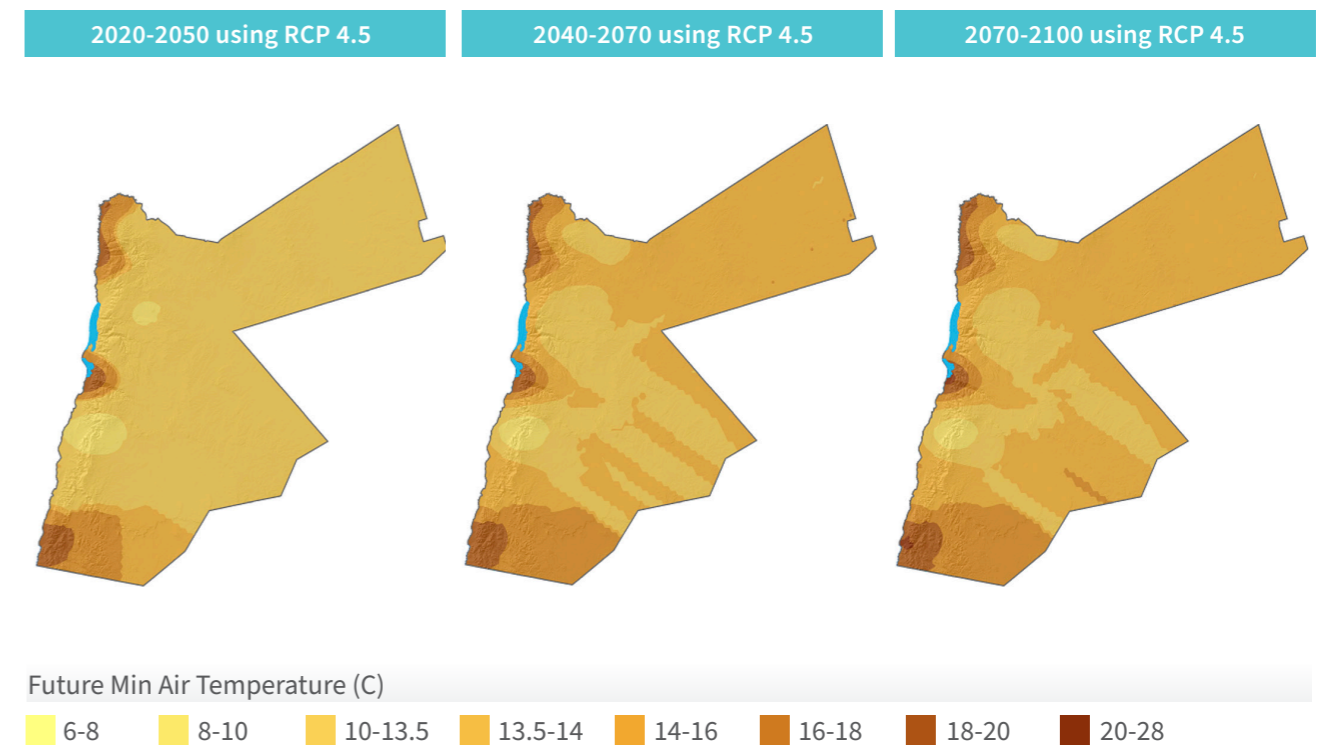 2020-2050 using RCP 4.5
2040-2070 using RCP 4.5
2070-2100 using RCP 4.5
Future Min Air Temperature (C)
6-8
8-10
10-13.5
13.5-14
14-16
16-18
18-20
20-28